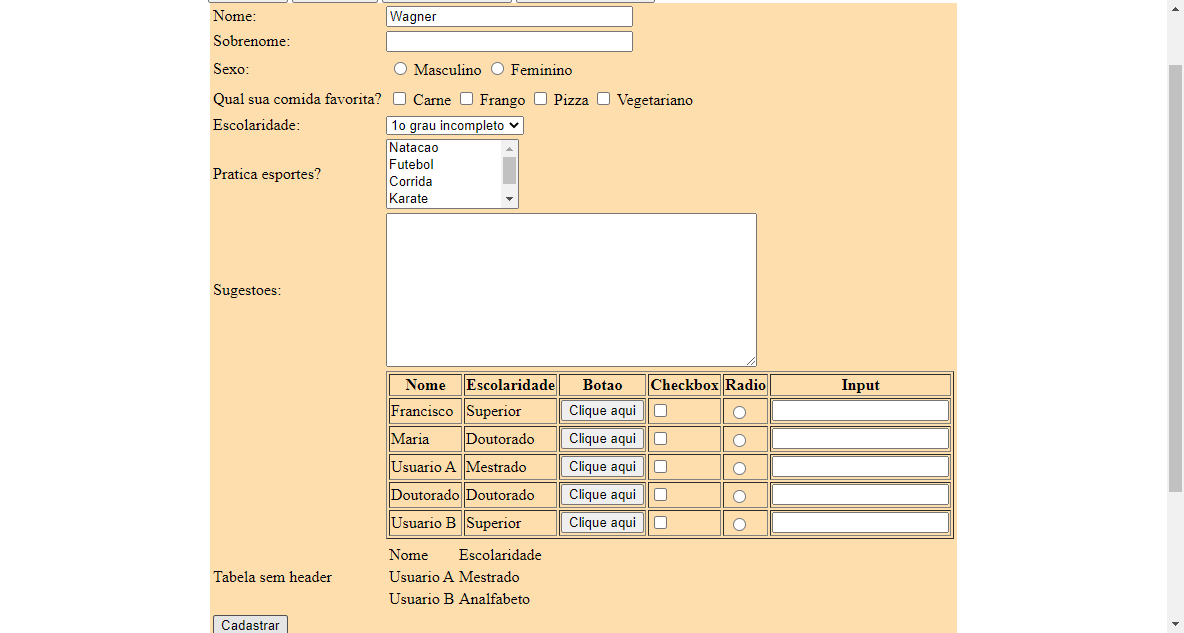 Nome: Wagner
Sobrenome:
Sexo: Masculino Feminino
Qual sua comida favorita? Carne Frango Pizza Vegetariano
Escolaridade: 1o grau incompleto
Natacao
Futebol
Pratica esportes?
Corrida
Karate
Sugestoes:
Nome Escolaridade Botao Checkbox Radio Input
Francisco Superior Clique aqui
Maria Doutorado Clique aqui
Usuario A Mestrado Clique aqui
Doutorado Doutorado Clique aqui
Usuario B Superior Clique aqui
Nome Escolaridade
Tabela sem header Usuario A Mestrado
Usuario B Analfabeto
Cadastrar